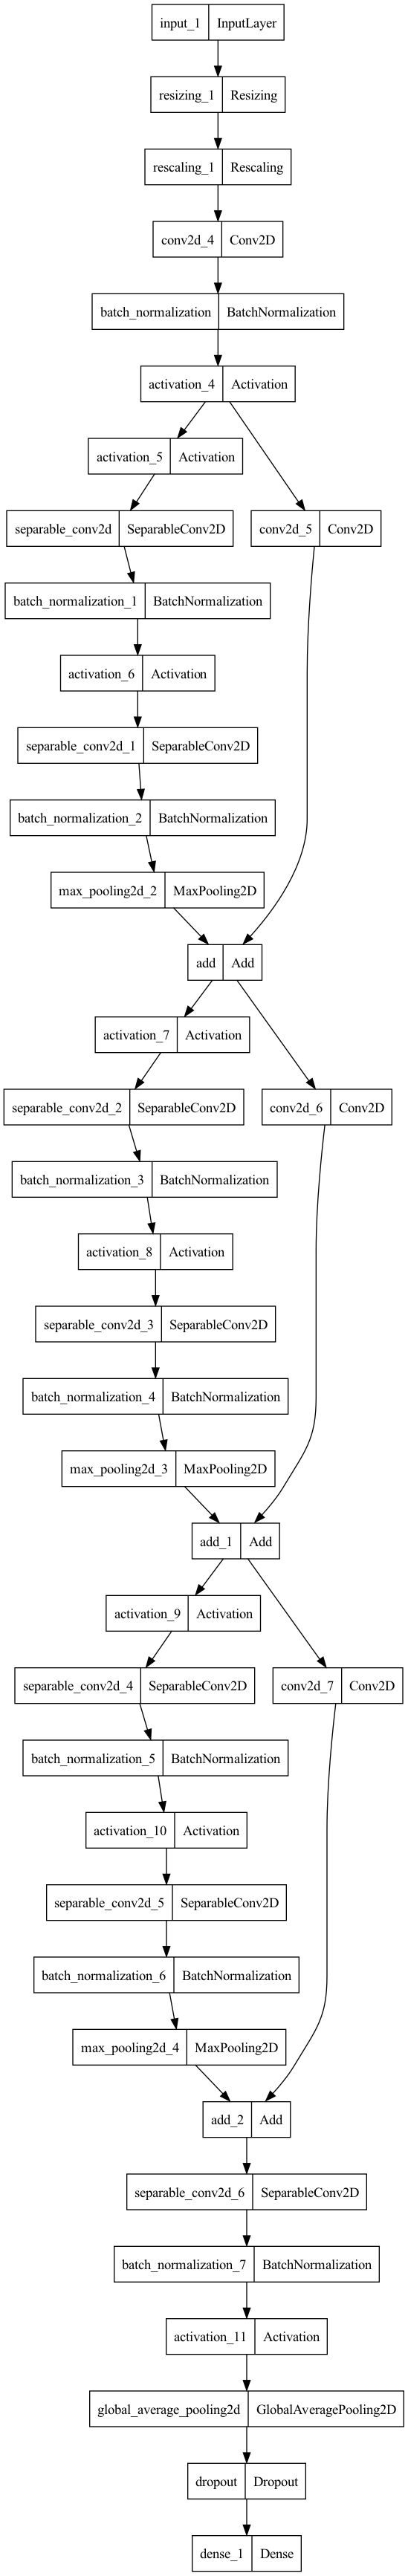 input_1 InputLayer
resizing_1 Resizing
rescaling_1 Rescaling
conv2d_4 Conv2D
batch_normalization BatchNormalization
activation_4 Activation
activation_5 Activation
separable_conv2d SeparableConv2D conv2d_5 Conv2D
batch_normalization_1 BatchNormalization
activation_6 Activation
separable_conv2d_1 SeparableConv2D
batch_normalization_2 BatchNormalization
max_pooling2d_2 MaxPooling2D
add Add
activation_7 Activation
separable_conv2d_2 SeparableConv2D conv2d_6 Conv2D
batch_normalization_3 BatchNormalization
activation_8 Activation
separable_conv2d_3 SeparableConv2D
batch_normalization_4 BatchNormalization
max_pooling2d_3 MaxPooling2D
add_1 Add
activation_9 Activation
separable_conv2d_4 SeparableConv2D conv2d_7 Conv2D
batch_normalization_5 BatchNormalization
activation_10 Activation
separable_conv2d_5 SeparableConv2D
batch_normalization_6 BatchNormalization
max_pooling2d_4 MaxPooling2D
add_2 Add
separable_conv2d_6 SeparableConv2D
batch_normalization_7 BatchNormalization
activation_11 Activation
global_average_pooling2d GlobalAveragePooling2D
dropout Dropout
dense_1 Dense